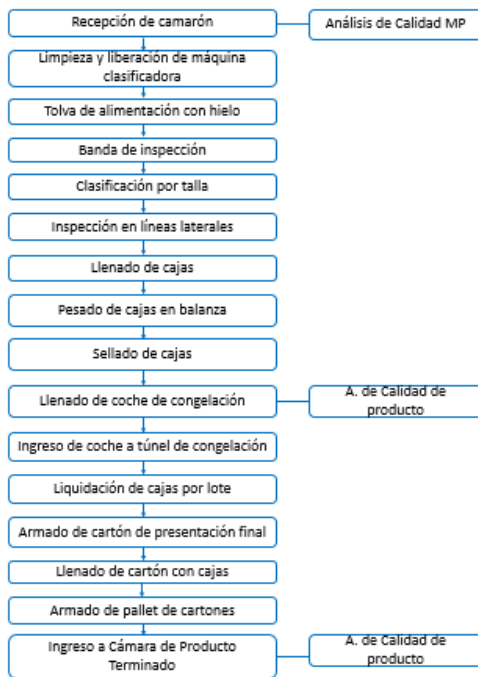 Recepción de camarón
Análisis de Calidad MP
Limpieza y liberación de máquina
clasificadora
Tolva de alimentación con hielo
Banda de inspección
Clasificación por talla
Inspección en líneas laterales
Llenado de cajas
Pesado de cajas en balanza
Sellado de cajas
Llenado de coche de congelación
A. de Calidad de
producto
Ingreso de coche a túnel de congelación
Liquidación de cajas por lote
Armado de cartón de presentación final
Llenado de cartón con cajas
Armado de pallet de cartones
Ingreso a Cámara de Producto
Terminado
A. de Calidad de
producto